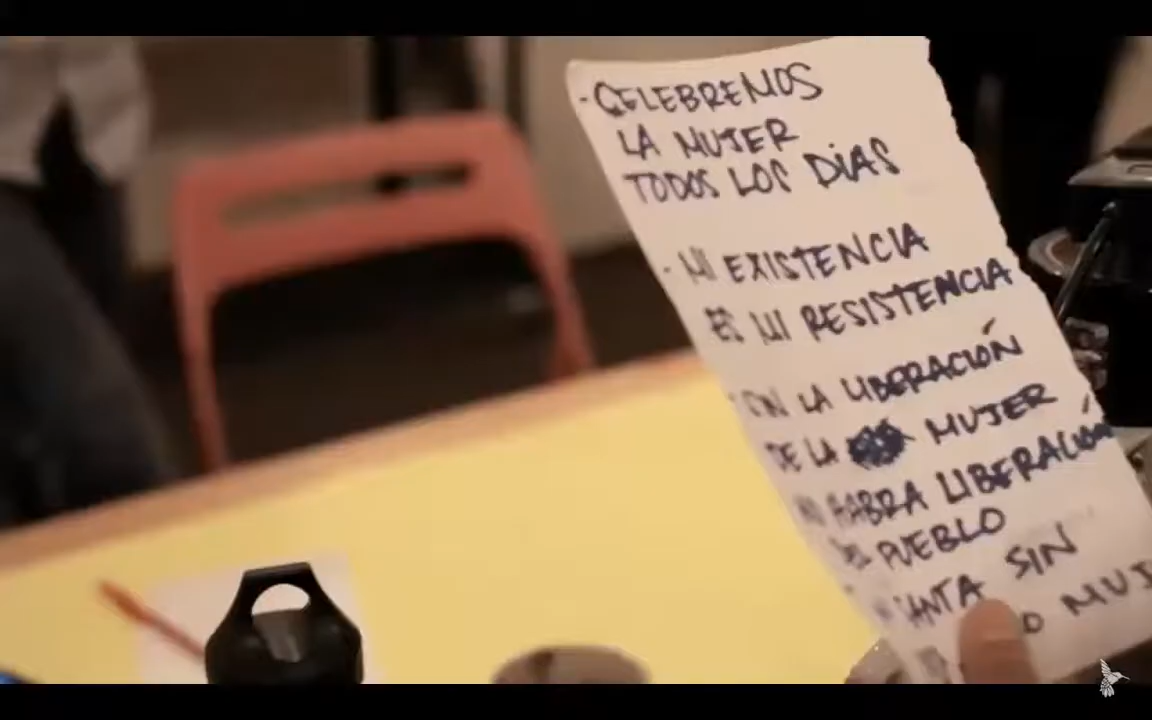 · CELEBREMOS
LA MUJER
TODOS LOS DÍAS
· MI EXISTENCIA
ES MI RESISTENCIA
LA LIBERACIÓN
DE LA MUJER
HABRA LIBERACIÓN
PUEBLO
SIN